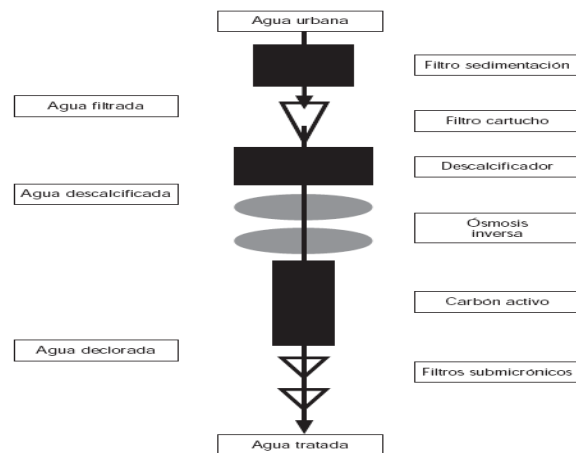 Agua urbana
Filtro sedimentación
Agua filtrada
Filtro cartucho
Descalcificador
Agua descalcificada
Ósmosis
inversa
Carbón activo
Agua declorada
Filtros submicrónicos
Agua tratada